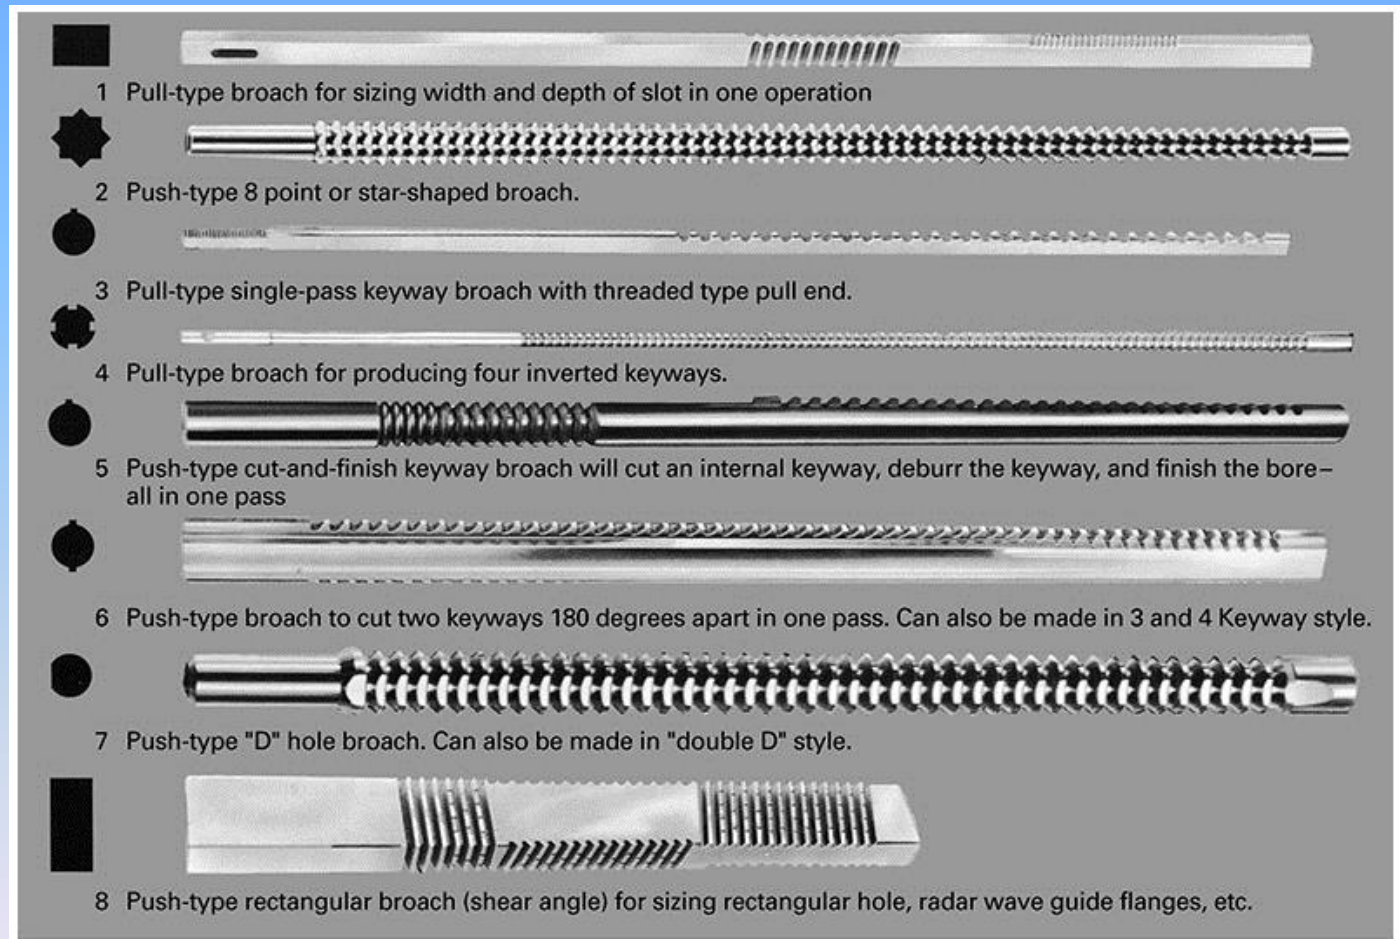 1 Pull-type broach for sizing width and depth of slot in one operation
2 Push-type 8 point or star-shaped broach.
3 Pull-type single-pass keyway broach with threaded type pull end.
4 Pull-type broach for producing four inverted keyways.
5 Push-type cut-and-finish keyway broach will cut an internal keyway, deburr the keyway, and finish the bore–
all in one pass
6 Push-type broach to cut two keyways 180 degrees apart in one pass. Can also be made in 3 and 4 Keyway style.
7 Push-type "D" hole broach. Can also be made in "double D" style.
8 Push-type rectangular broach (shear angle) for sizing rectangular hole, radar wave guide flanges, etc.